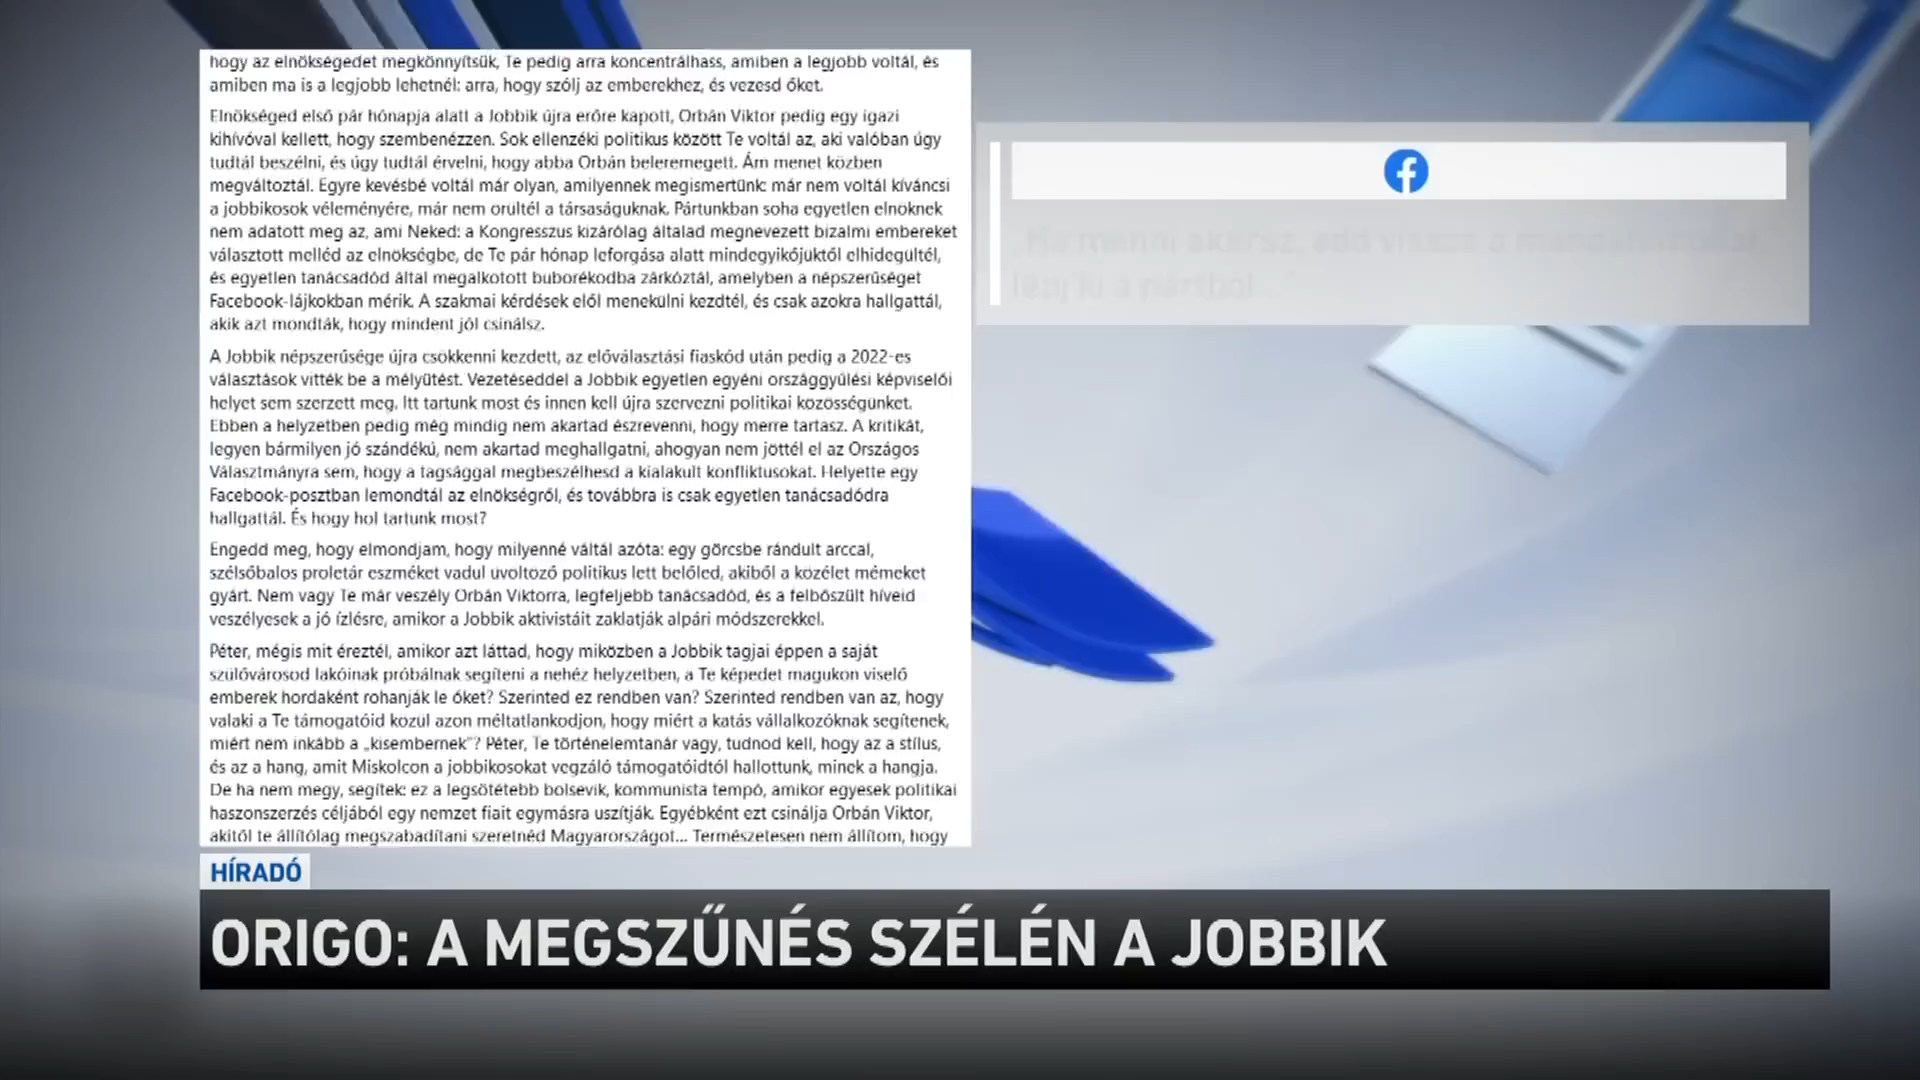 hogy az elnökségedet megkönnyítsük, Te pedig arra koncentrálhass, amiben a legjobb voltál, és
amiben ma is a legjobb lehetnél: arra, hogy szólj az emberekhez, és vezesd őket.
Elnökséged első pár hónapja alatt a Jobbik újra erőre kapott, Orbán Viktor pedig egy igazi
kihívóval kellett, hogy szembenézzen. Sok ellenzéki politikus között Te voltál az, aki valóban úgy
tudtál beszélni, és úgy tudtál érvelni, hogy abba Orbán beleremegett. Ám menet közben
megváltoztál. Egyre kevésbé voltál már olyan, amilyennek megismertünk: már nem voltál kíváncsi
a jobbikosok véleményére, már nem örültél a társaságuknak. Pártunkban soha egyetlen elnöknek
nem adatott meg az, ami Neked: a Kongresszus kizárólag általad megnevezett bizalmi embereket
választott melléd az elnökségbe, de Te pár hónap leforgása alatt mindegyikőjüktől elhidegültél,
és egyetlen tanácsadód által megalkotott buborékodba zárkóztál, amelyben a népszerűséget
Facebook-lájkokban mérik. A szakmai kérdések elől menekülni kezdtél, és csak azokra hallgattál,
akik azt mondták, hogy mindent jól csinálsz.
A Jobbik népszerűsége újra csökkenni kezdett, az előválasztási fiaskód után pedig a 2022-es
választások vitték be a mélyütést. Vezetéseddel a Jobbik egyetlen egyéni országgyűlési képviselői
helyet sem szerzett meg. Itt tartunk most és innen kell újra szervezni politikai közösségünket.
Ebben a helyzetben pedig még mindig nem akartad észrevenni, hogy merre tartasz. A kritikát,
legyen bármilyen jó szándékú, nem akartad meghallgatni, ahogyan nem jöttél el az Országos
Választmányra sem, hogy a tagsággal megbeszélhesd a kialakult konfliktusokat. Helyette egy
Facebook-posztban lemondtál az elnökségről, és továbbra is csak egyetlen tanácsadódra
hallgattál. És hogy hol tartunk most?
Engedd meg, hogy elmondjam, hogy milyenné váltál azóta: egy görcsbe rándult arccal,
szélsőbalos proletár eszméket vadul üvöltöző politikus lett belőled, akiből a közélet mémeket
gyárt. Nem vagy Te már veszély Orbán Viktorra, legfeljebb tanácsadód, és a felbőszült híveid
veszélyesek a jó ízlésre, amikor a Jobbik aktivistáit zaklatják alpári módszerekkel.
Péter, mégis mit éreztél, amikor azt láttad, hogy miközben a Jobbik tagjai éppen a saját
szülővárosod lakóinak próbálnak segíteni a nehéz helyzetben, a Te képedet magukon viselő
emberek hordaként rohanják le őket? Szerinted ez rendben van? Szerinted rendben van az, hogy
valaki a Te támogatóid közül azon méltatlankodjon, hogy miért a katás vállalkozóknak segítenek,
miért nem inkább a „kisembernek”? Péter, Te történelemtanár vagy, tudnod kell, hogy az a stílus,
és az a hang, amit Miskolcon a jobbikosokat vegzáló támogatóidtól hallottunk, minek a hangja.
De ha nem megy, segítek: ez a legsötétebb bolsevik, kommunista tempó, amikor egyesek politikai
haszonszerzés céljából egy nemzet fiait egymásra uszítják. Egyébként ezt csinálja Orbán Viktor,
akitől te állítólag megszabadítani szeretnéd Magyarországot... Természetesen nem állítom, hogy
„Ha menni akarsz, add vissza a mandátumodat,
lépj ki a pártból
HÍRADÓ
ORIGO: A MEGSZŰNÉS SZÉLÉN A JOBBIK